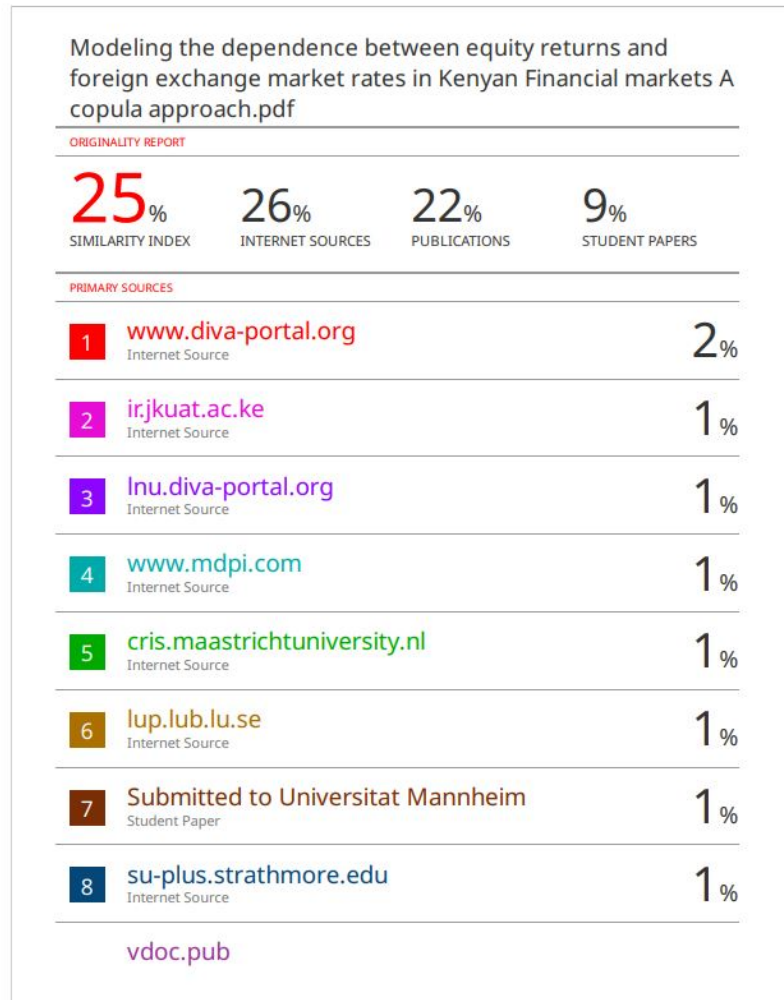 Modeling the dependence between equity returns and
foreign exchange market rates in Kenyan Financial markets A
copula approach.pdf
ORIGINALITY REPORT
25% 26% 22% 9%
SIMILARITY INDEX INTERNET SOURCES PUBLICATIONS STUDENT PAPERS
PRIMARY SOURCES
1 www.diva-portal.org 2%
Internet Source
2 ir.jkuat.ac.ke 1%
Internet Source
3 lnu.diva-portal.org 1%
Internet Source
4 www.mdpi.com 1%
Internet Source
5 cris.maastrichtuniversity.nl 1%
Internet Source
6 lup.lub.lu.se 1%
Internet Source
7 Submitted to Universitat Mannheim 1%
Student Paper
8 su-plus.strathmore.edu 1%
Internet Source
vdoc.pub